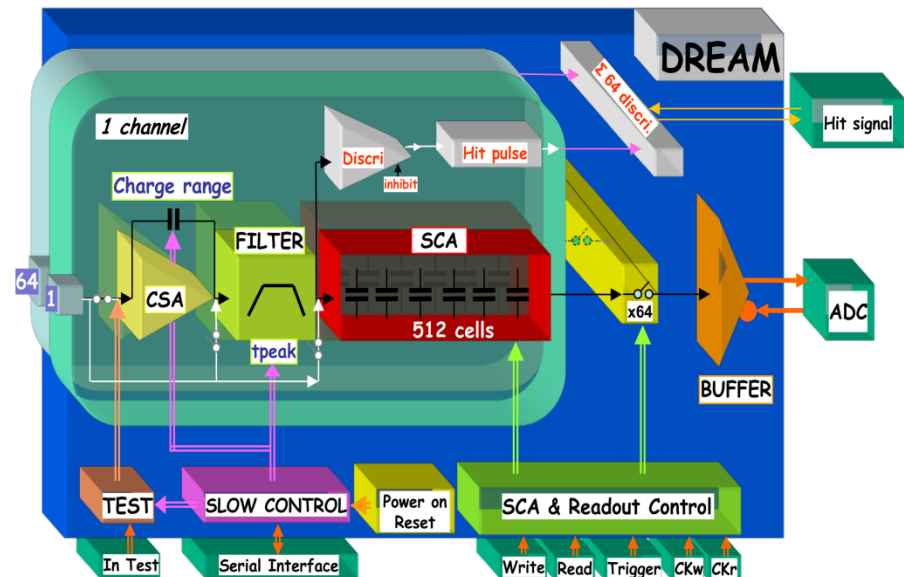 DREAM
Σ 64 discri.
Hit signal
1 channel
Discri
Hit pulse
inhibit
Charge range
FILTER
SCA
64
1
CSA
512 cells
tpeak
x64
ADC
BUFFER
TEST
SLOW CONTROL
Power on
Reset
SCA & Readout Control
In Test
Serial Interface
Write
Read
Trigger
CKw
CKr